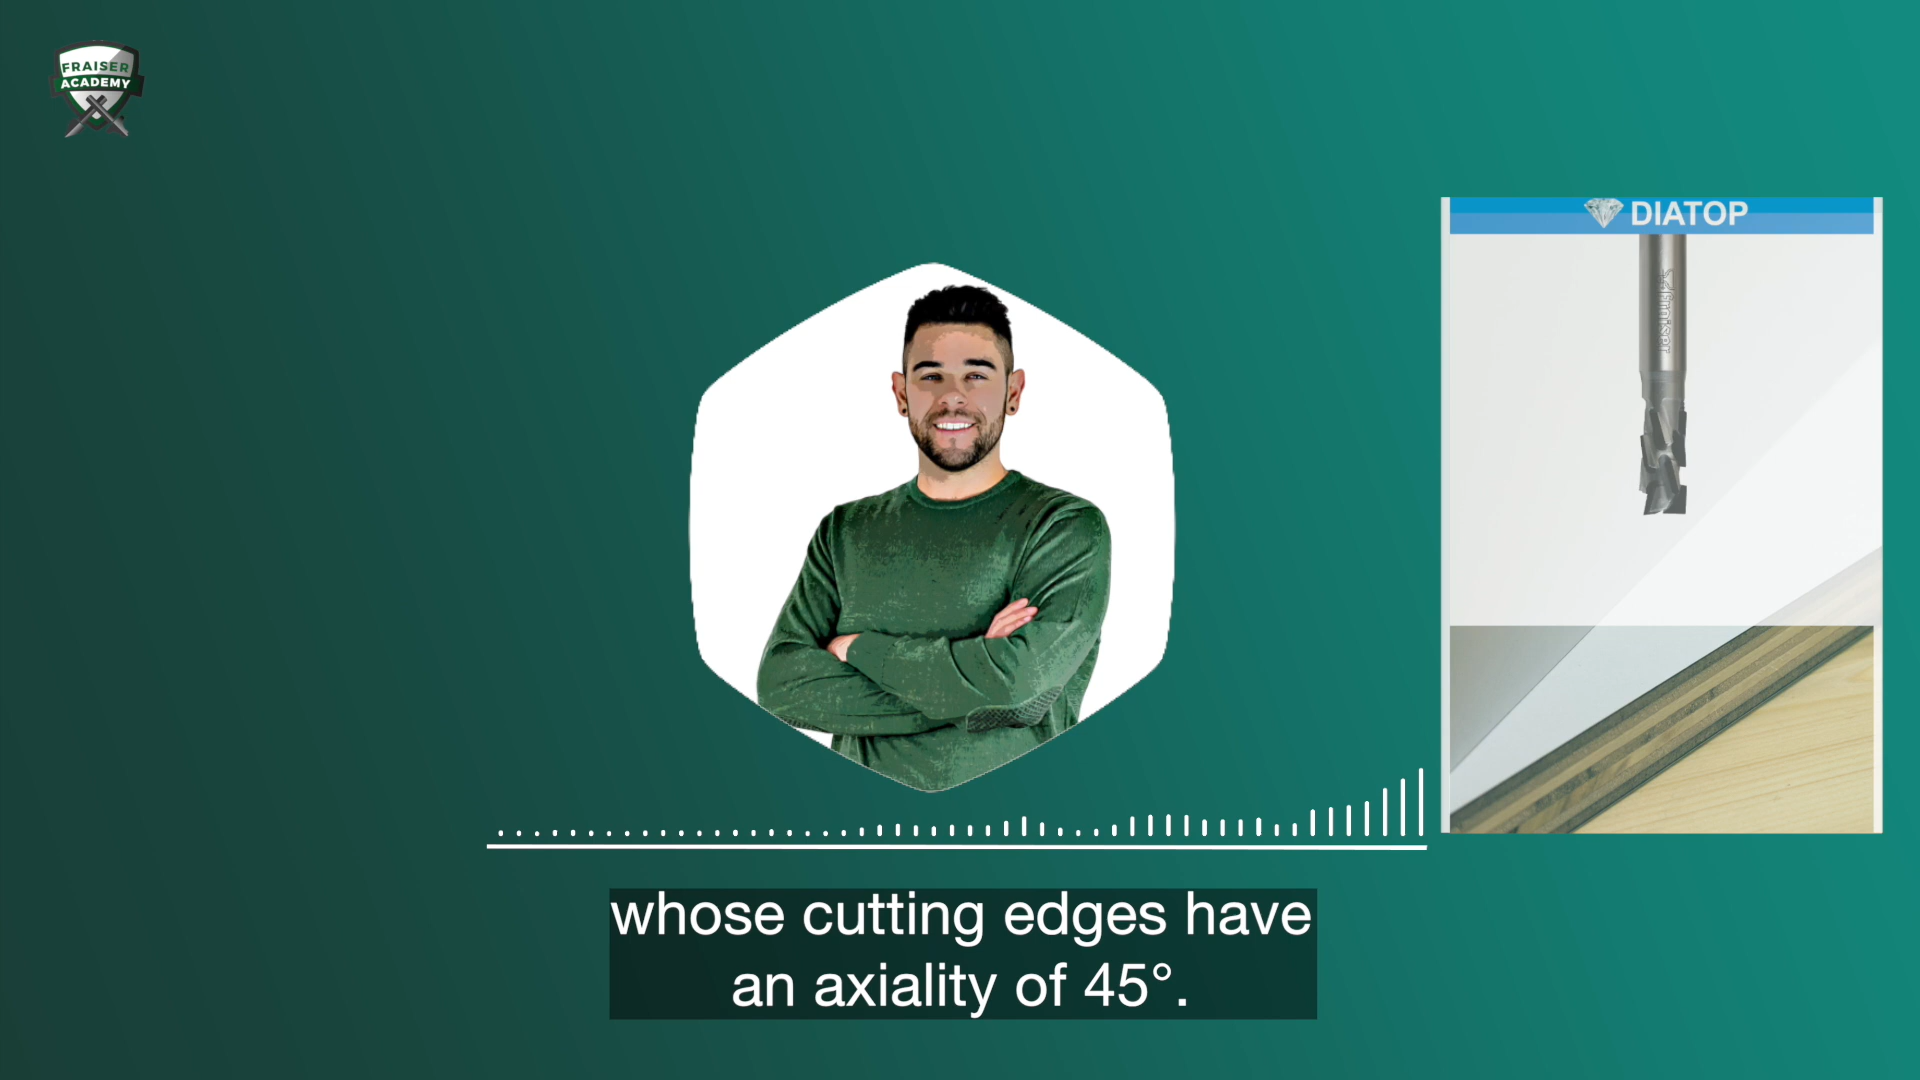 FRAISER
ACADEMY
DIATOP
whose cutting edges have
an axiality of 45°.